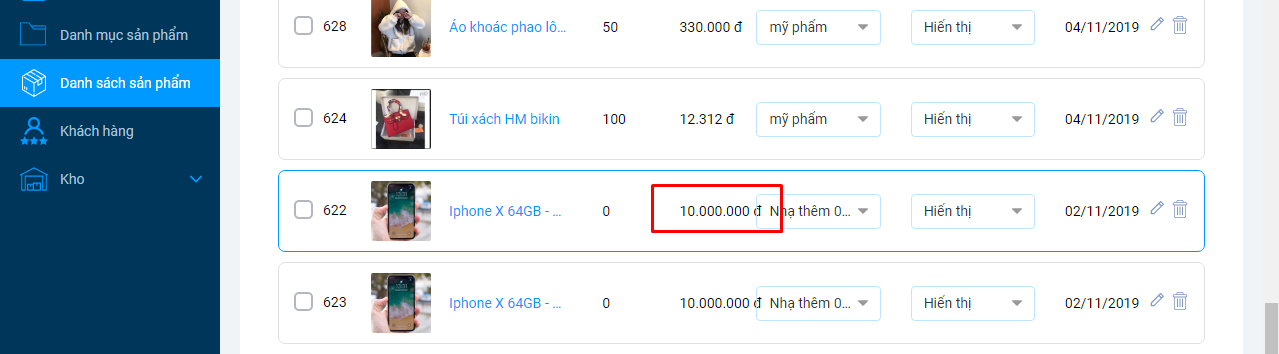 Danh mục sản phẩm
Danh sách sản phẩm
Khách hàng
Kho
628 Áo khoác phao lô... 50 330.000 đ mỹ phẩm Hiển thị 04/11/2019
624 Túi xách HM bikin 100 12.312 đ mỹ phẩm Hiển thị 04/11/2019
622 Iphone X 64GB - ... 0 10.000.000 đ Nhạ thêm 0... Hiển thị 02/11/2019
623 Iphone X 64GB - ... 0 10.000.000 đ Nhạ thêm 0... Hiển thị 02/11/2019